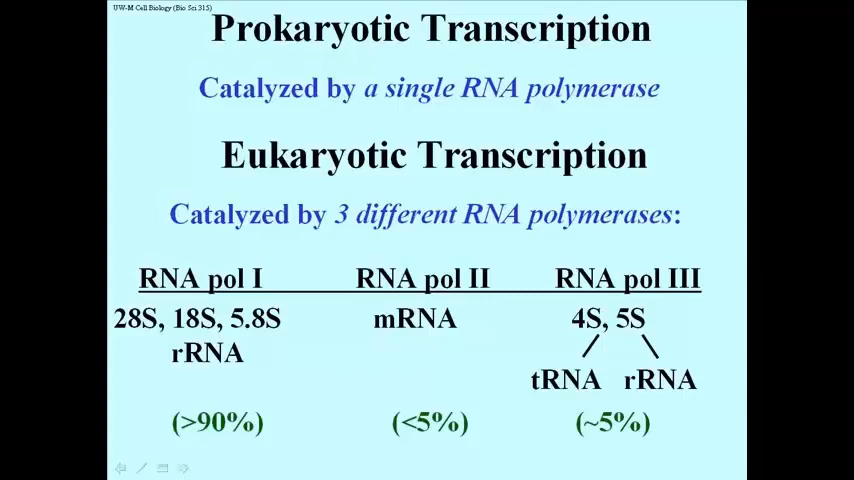 UW-M Cell Biology (Bio Sci 315)
Prokaryotic Transcription
Catalyzed by a single RNA polymerase
Eukaryotic Transcription
Catalyzed by 3 different RNA polymerases:
RNA pol I RNA pol II RNA pol III
28S, 18S, 5.8S mRNA 4S, 5S
rRNA
tRNA rRNA
(>90%) (<5%) (~5%)